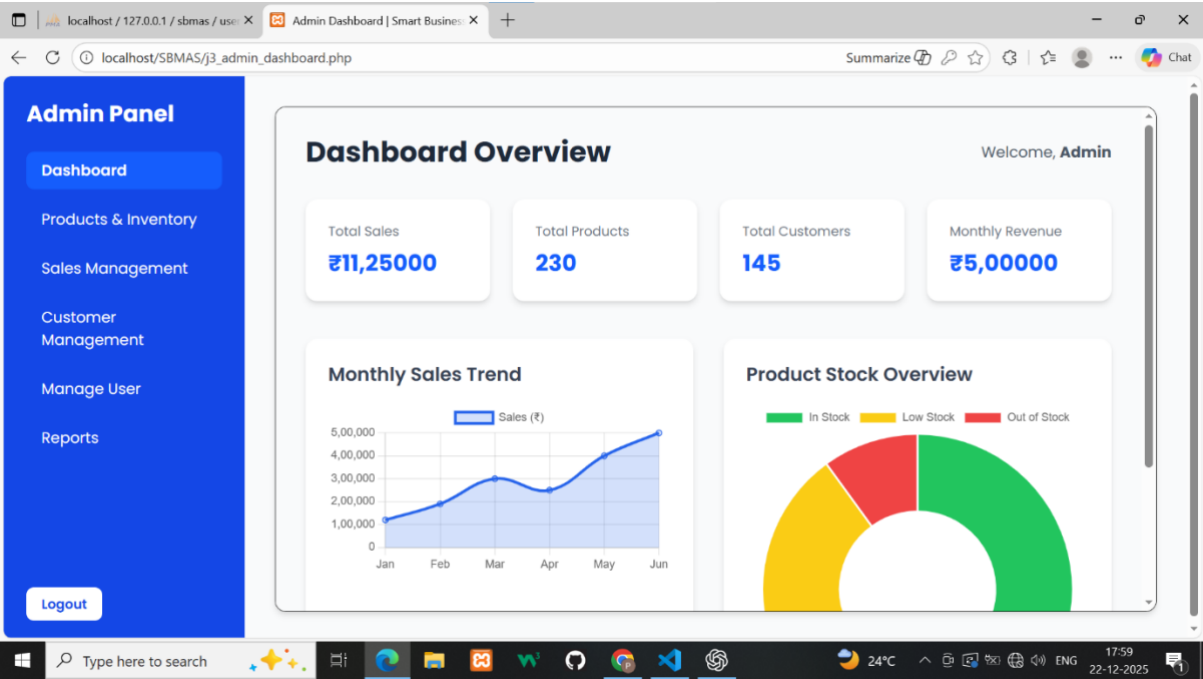 localhost / 127.0.0.1 / sbmas / use
Admin Dashboard | Smart Business
localhost/SBMAS/j3_admin_dashboard.php
Summarize
Chat
Admin Panel
Dashboard
Products & Inventory
Sales Management
Customer
Management
Manage User
Reports
Logout
Dashboard Overview
Welcome, Admin
Total Sales
₹11,25000
Total Products
230
Total Customers
145
Monthly Revenue
₹5,00000
Monthly Sales Trend
Sales (₹)
5,00,000
4,00,000
3,00,000
2,00,000
1,00,000
0
Jan Feb Mar Apr May Jun
Product Stock Overview
In Stock Low Stock Out of Stock
Type here to search
24°C
ENG
17:59
22-12-2025
1